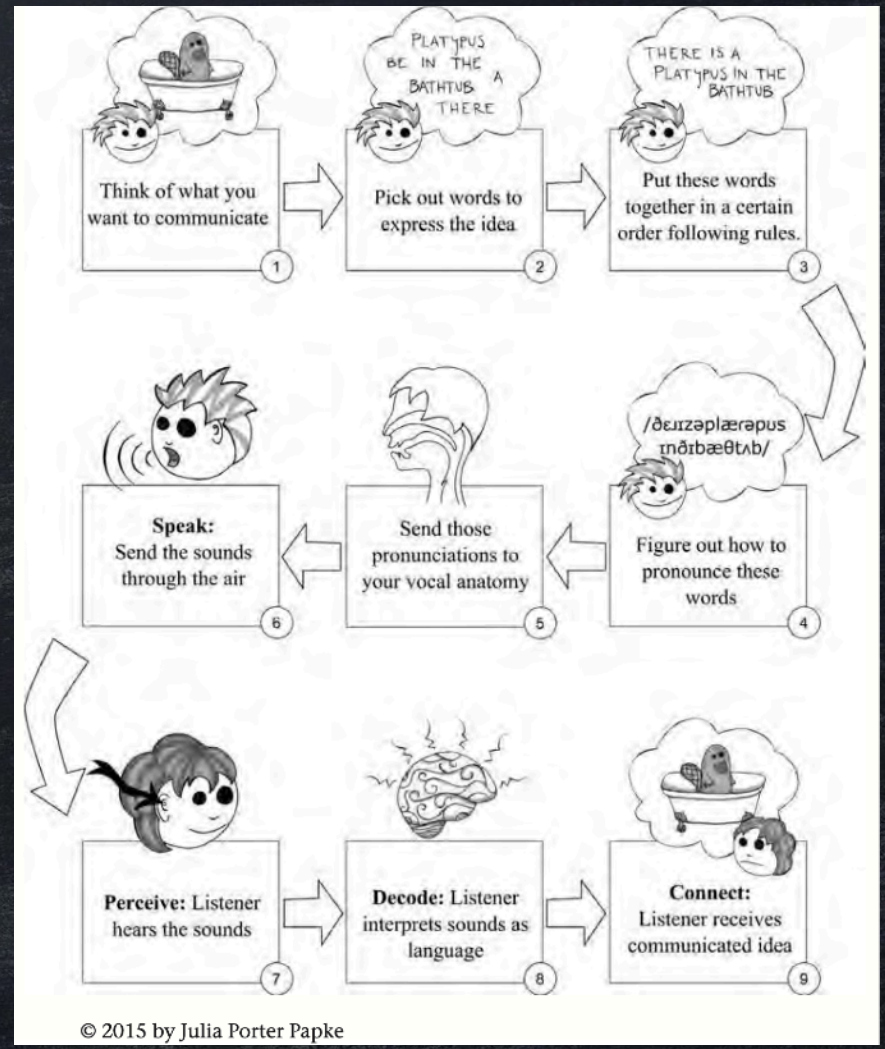 PLATYPUS
BE IN THE
BATHTUB A
THERE
THERE IS A
PLATYPUS IN THE
BATHTUB
Think of what you
want to communicate
1
Pick out words to
express the idea
2
Put these words
together in a certain
order following rules.
3
/ðɛɹɪzəplæɾəpʊs
ɪnðɪbæθtʌb/
Speak:
Send the sounds
through the air
6
Send those
pronunciations to
your vocal anatomy
5
Figure out how to
pronounce these
words
4
Perceive: Listener
hears the sounds
7
Decode: Listener
interprets sounds as
language
8
Connect:
Listener receives
communicated idea
9
© 2015 by Julia Porter Papke